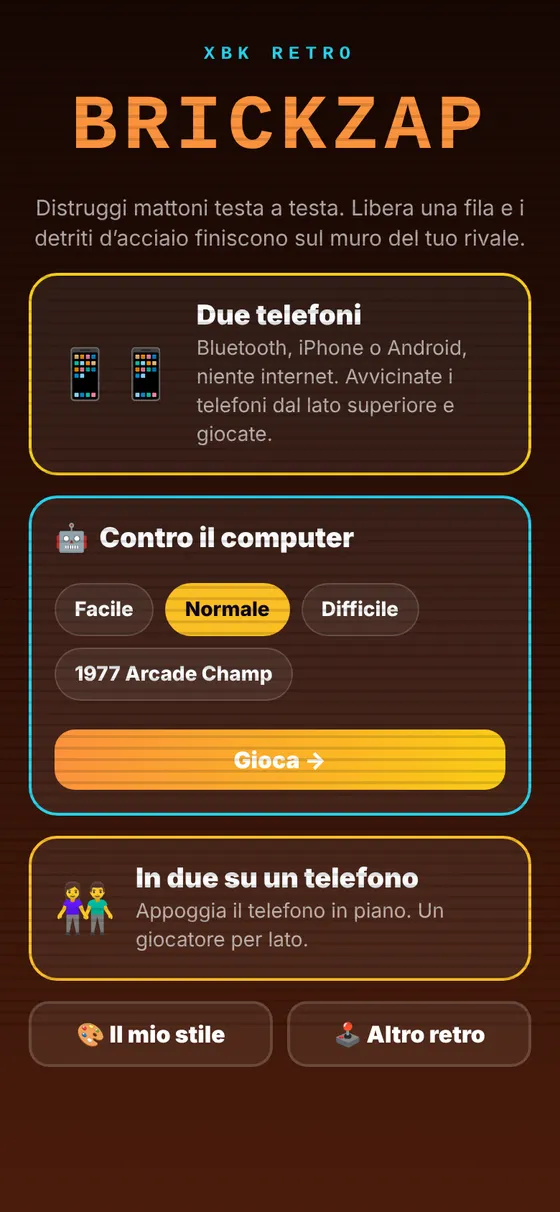 XBK RETRO
BRICKZAP
Distruggi mattoni testa a testa. Libera una fila e i
detriti d’acciaio finiscono sul muro del tuo rivale.
Due telefoni
Bluetooth, iPhone o Android,
niente internet. Avvicinate i
telefoni dal lato superiore e
giocate.
Contro il computer
Facile
Normale
Difficile
1977 Arcade Champ
Gioca →
In due su un telefono
Appoggia il telefono in piano. Un
giocatore per lato.
Il mio stile
Altro retro